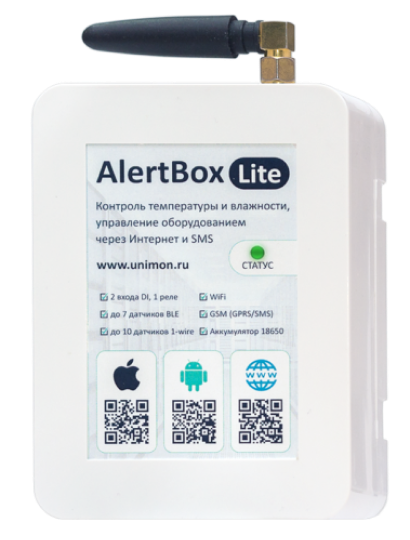 AlertBox Lite
Контроль температуры и влажности,
управление оборудованием
через Интернет и SMS
www.unimon.ru
СТАТУС
2 входа DI, 1 реле
WiFi
до 7 датчиков BLE
GSM (GPRS/SMS)
до 10 датчиков 1-wire
Аккумулятор 18650
WWW